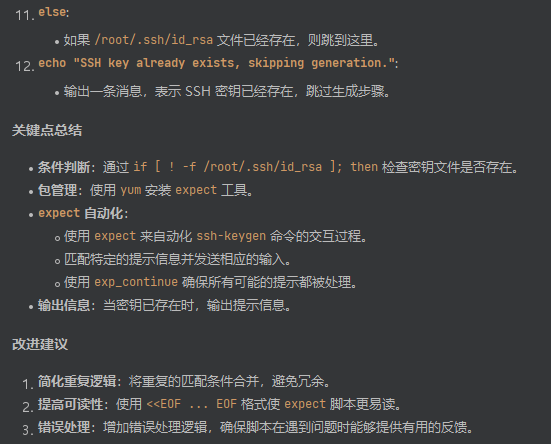 11. else:
• 如果 /root/.ssh/id_rsa 文件已经存在，则跳到这里。
12. echo "SSH key already exists, skipping generation.":
• 输出一条消息，表示 SSH 密钥已经存在，跳过生成步骤。
关键点总结
• 条件判断：通过 if [ ! -f /root/.ssh/id_rsa ]; then 检查密钥文件是否存在。
• 包管理：使用 yum 安装 expect 工具。
• expect 自动化：
○ 使用 expect 来自动化 ssh-keygen 命令的交互过程。
○ 匹配特定的提示信息并发送相应的输入。
○ 使用 exp_continue 确保所有可能的提示都被处理。
• 输出信息：当密钥已存在时，输出提示信息。
改进建议
1. 简化重复逻辑：将重复的匹配条件合并，避免冗余。
2. 提高可读性：使用 <<EOF ... EOF 格式使 expect 脚本更易读。
3. 错误处理：增加错误处理逻辑，确保脚本在遇到问题时能够提供有用的反馈。